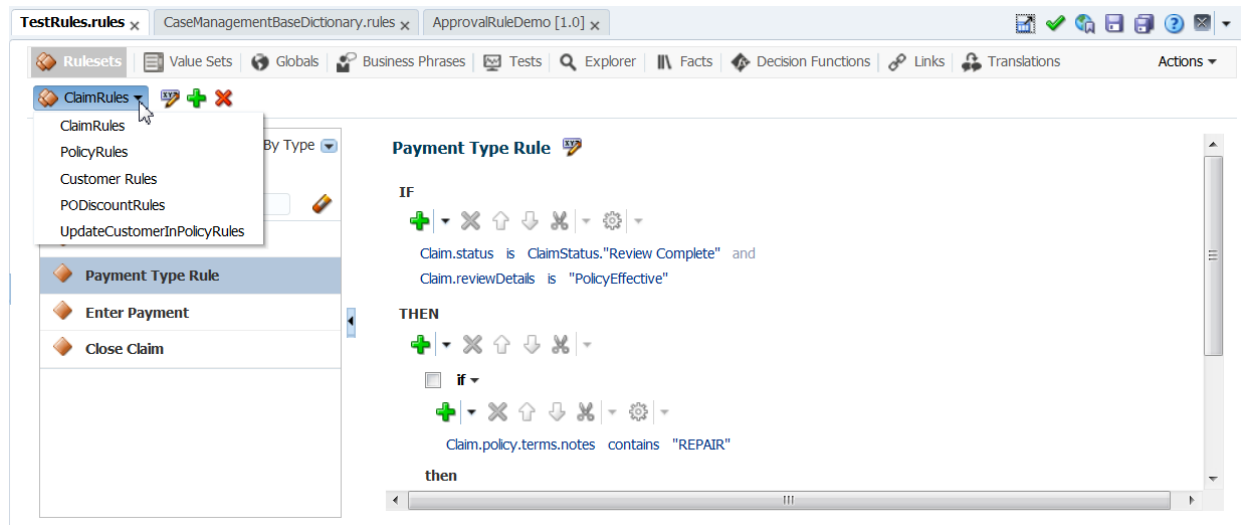 TestRules.rules x CaseManagementBaseDictionary.rules x ApprovalRuleDemo [1.0] x
Rulesets Value Sets Globals Business Phrases Tests Explorer Facts Decision Functions Links Translations Actions
ClaimRules
ClaimRules
PolicyRules
Customer Rules
PODiscountRules
UpdateCustomerInPolicyRules
By Type
Payment Type Rule
Enter Payment
Close Claim
Payment Type Rule
IF
Claim.status is ClaimStatus."Review Complete" and
Claim.reviewDetails is "PolicyEffective"
THEN
if
Claim.policy.terms.notes contains "REPAIR"
then